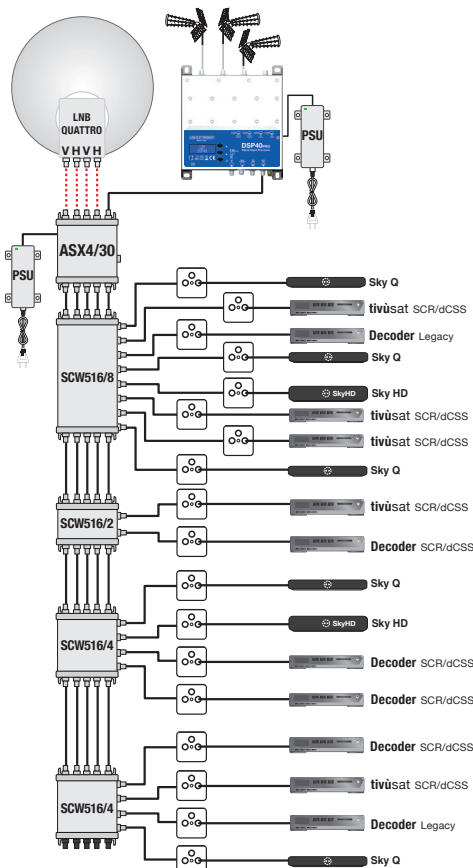 LNB
QUATTRO
V H V H
DSP40PRO
PSU
ASX4/30
PSU
SCW516/8
Sky Q
tivùsat SCR/dCSS
Decoder Legacy
Sky Q
SkyHD Sky HD
tivùsat SCR/dCSS
tivùsat SCR/dCSS
Sky Q
SCW516/2
tivùsat SCR/dCSS
Decoder SCR/dCSS
SCW516/4
Sky Q
SkyHD Sky HD
Decoder SCR/dCSS
Decoder SCR/dCSS
SCW516/4
Decoder SCR/dCSS
tivùsat SCR/dCSS
Decoder Legacy
Sky Q